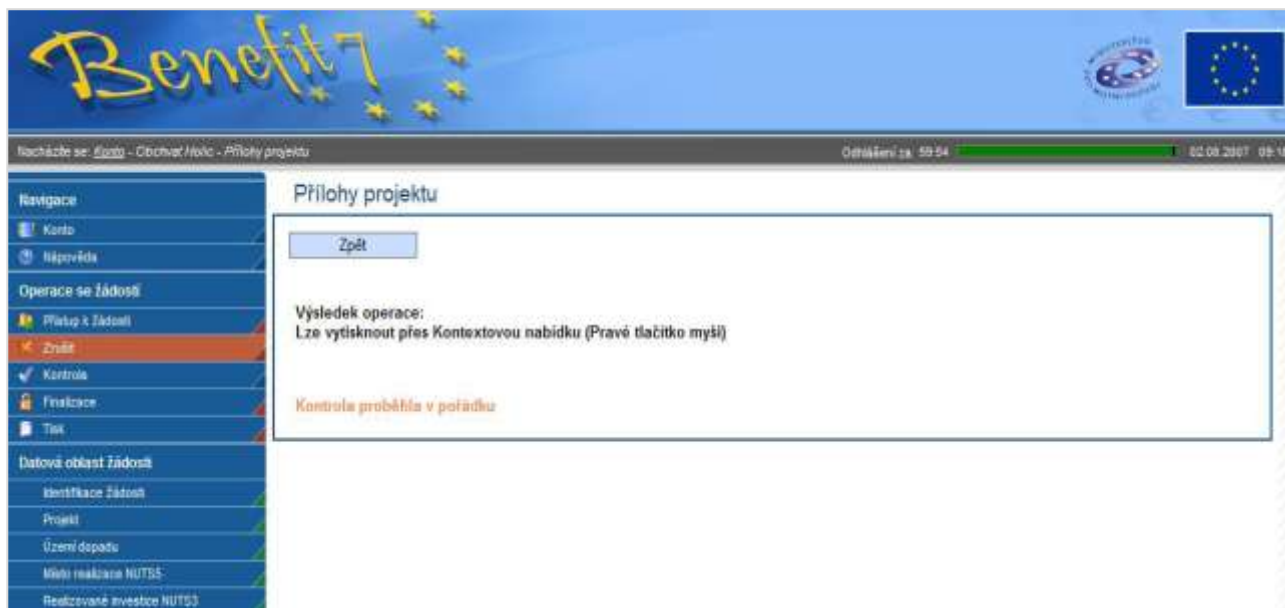 Benefit7
Nacházíte se: Konto - Obchvat Holic - Přílohy projektu
Odhlášení za: 59:54
02.08.2007 09:1
Navigace
Konto
Nápověda
Operace se žádostí
Přístup k žádosti
Zrušit
Kontrola
Finalizace
Tisk
Datová oblast žádosti
Identifikace žádosti
Projekt
Území dopadu
Místo realizace NUTS5
Realizované investice NUTS3
Přílohy projektu
Zpět
Výsledek operace:
Lze vytisknout přes Kontextovou nabídku (Pravé tlačítko myši)
Kontrola proběhla v pořádku